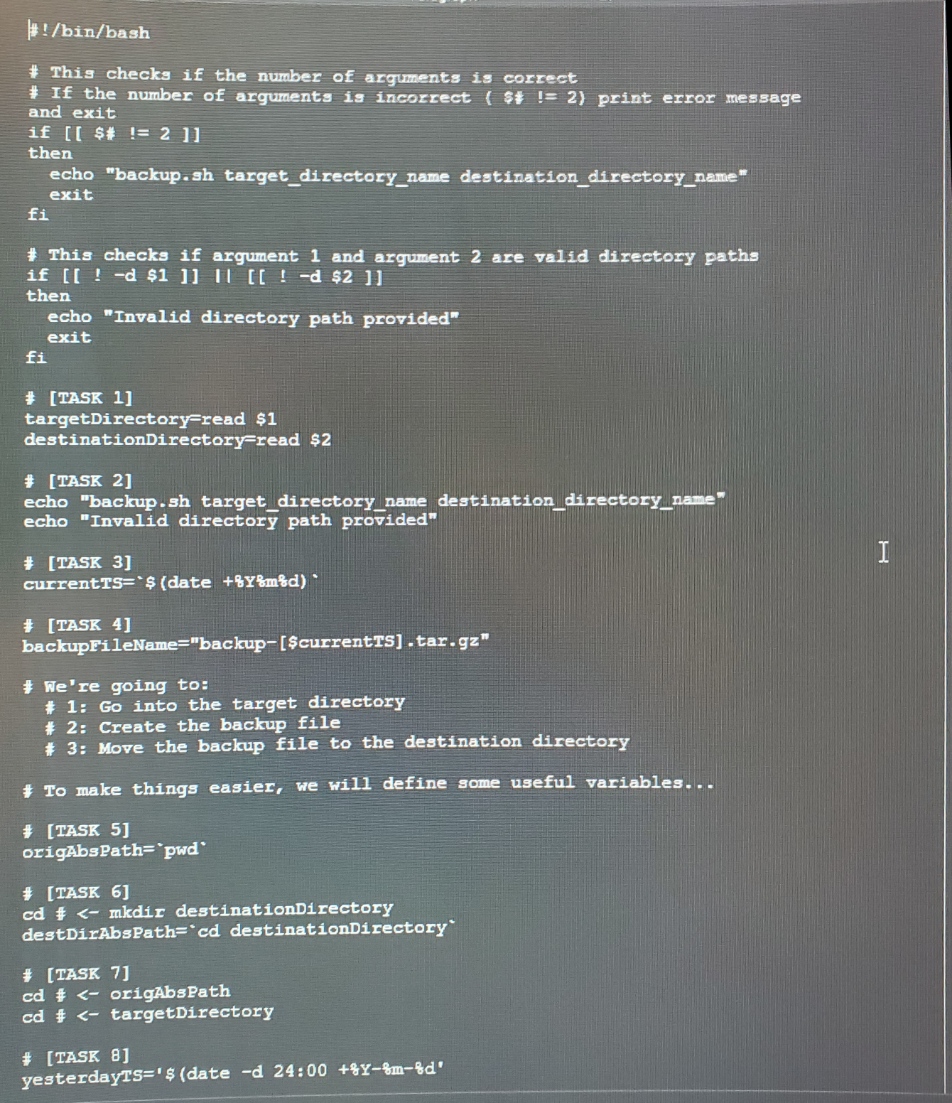 #!/bin/bash
# This checks if the number of arguments is correct
# If the number of arguments is incorrect ( $# != 2) print error message
and exit
if [[ $# != 2 ]]
then
echo "backup.sh target_directory_name destination_directory_name"
exit
fi
# This checks if argument 1 and argument 2 are valid directory paths
if [[ ! -d $1 ]] || [[ ! -d $2 ]]
then
echo "Invalid directory path provided"
exit
fi
# [TASK 1]
targetDirectory=read $1
destinationDirectory=read $2
# [TASK 2]
echo "backup.sh target_directory_name destination_directory_name"
echo "Invalid directory path provided"
# [TASK 3]
currentTS=`$(date +%Y%m%d)`
# [TASK 4]
backupFileName="backup-[$currentTS].tar.gz"
# We're going to:
# 1: Go into the target directory
# 2: Create the backup file
# 3: Move the backup file to the destination directory
# To make things easier, we will define some useful variables...
# [TASK 5]
origAbsPath=`pwd`
# [TASK 6]
cd # <- mkdir destinationDirectory
destDirAbsPath=`cd destinationDirectory`
# [TASK 7]
cd # <- origAbsPath
cd # <- targetDirectory
# [TASK 8]
yesterdayTS='$(date -d 24:00 +%Y-%m-%d'